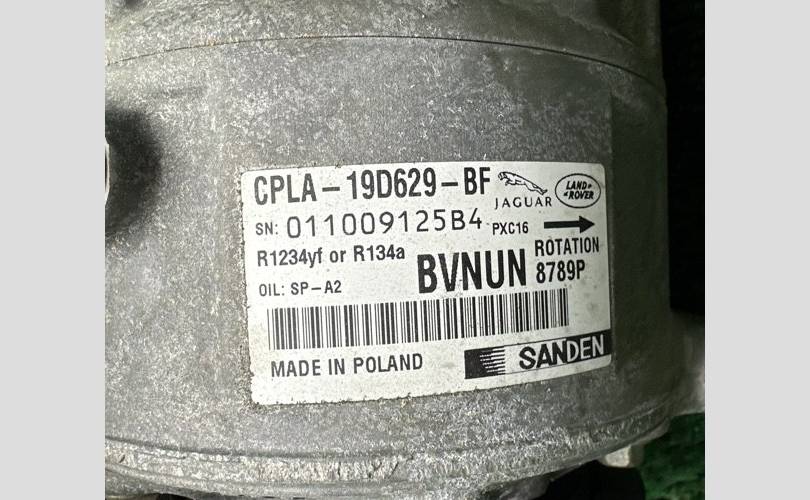 CPLA-19D629-BF
JAGUAR
LAND ROVER
SN: 011009125B4 PXC16
ROTATION
R1234yf or R134a
BVNUN 8789P
OIL: SP-A2
MADE IN POLAND
SANDEN